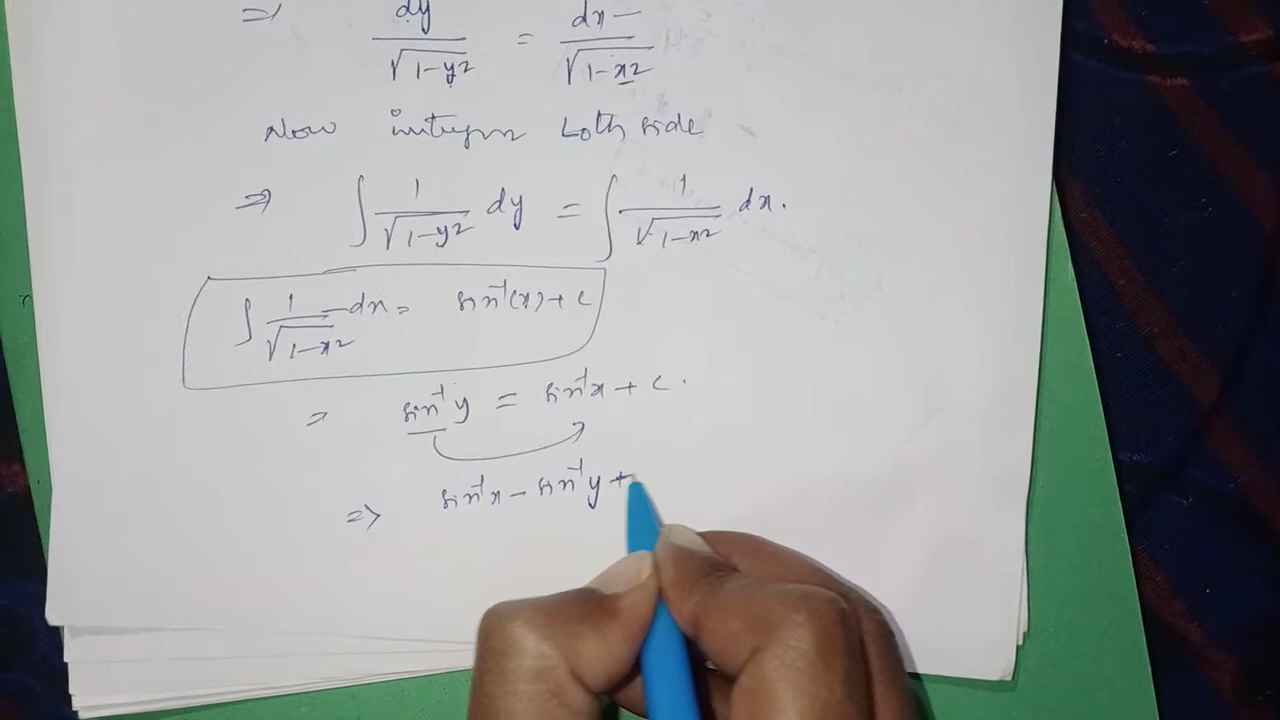 ⇒ dy/√1-y2 = dx/√1-x2
Now both side
⇒ ∫ 1/√1-y2 dy = ∫ 1/√1-x2 dx.
∫ 1/√1-x2 dx = sin⁻¹(x)+c
⇒ sin⁻¹y = sin⁻¹x + c.
⇒ sin⁻¹x - sin⁻¹y +